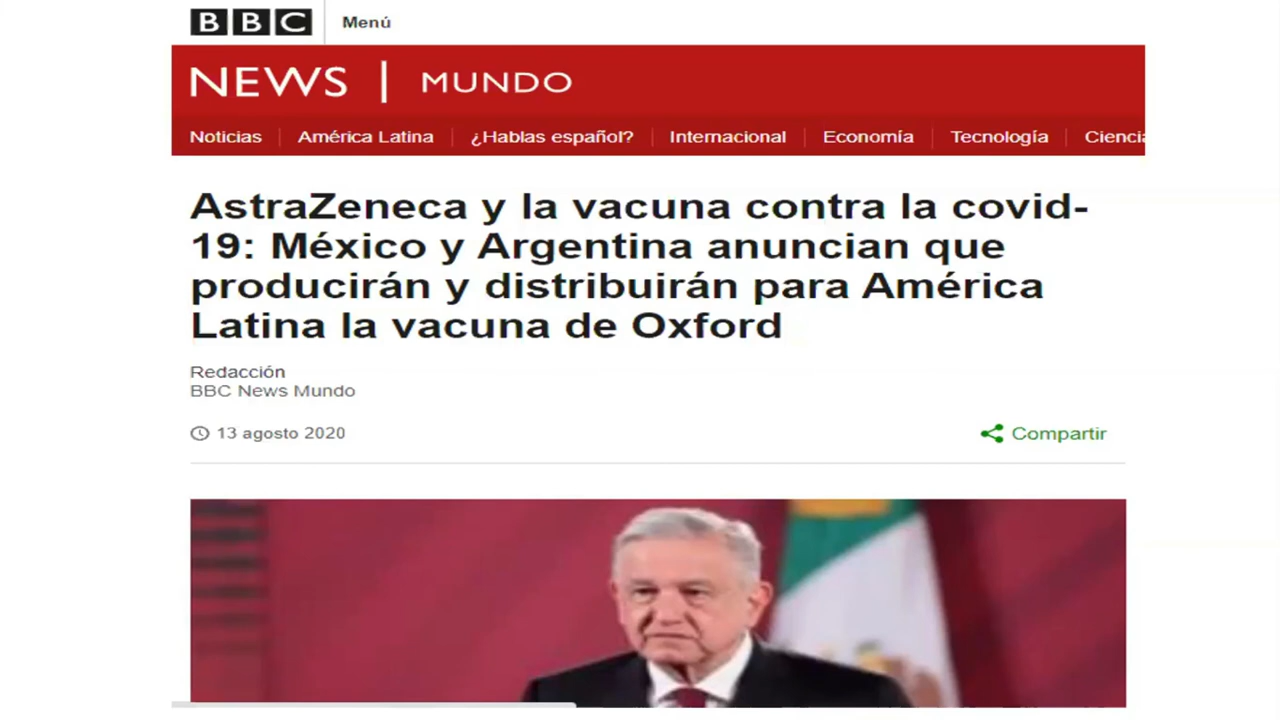 BBC Menú
NEWS | MUNDO
Noticias América Latina ¿Hablas español? Internacional Economía Tecnología Ciencia
AstraZeneca y la vacuna contra la covid-
19: México y Argentina anuncian que
producirán y distribuirán para América
Latina la vacuna de Oxford
Redacción
BBC News Mundo
13 agosto 2020 Compartir